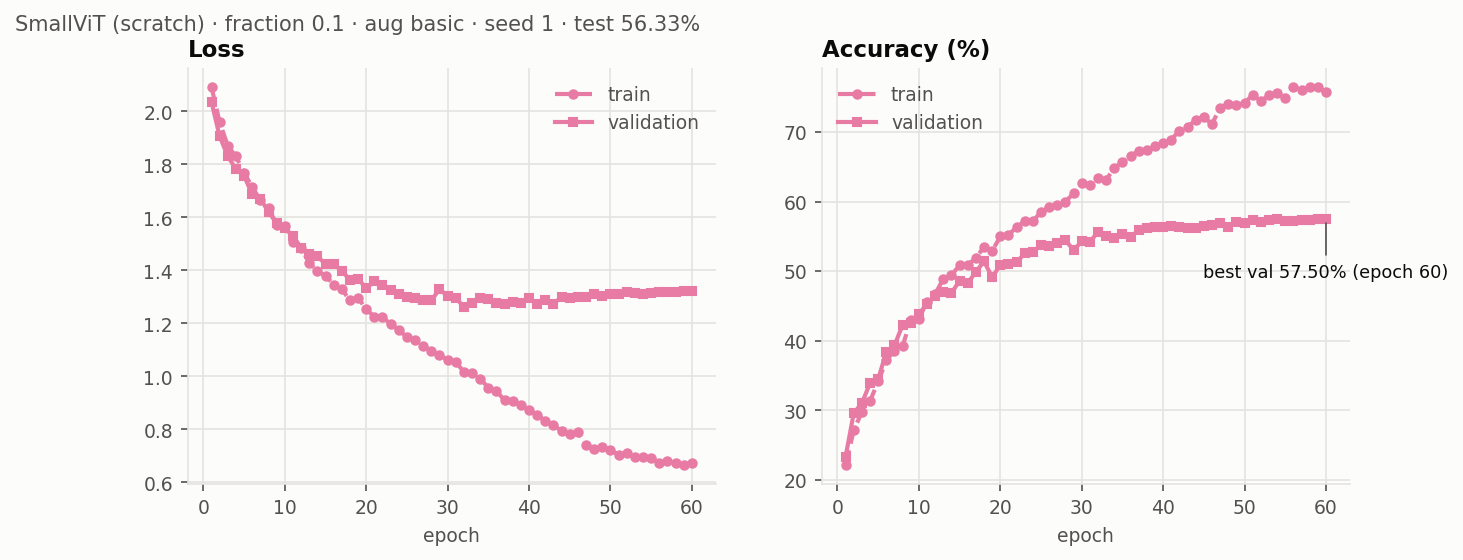 SmallViT (scratch) · fraction 0.1 · aug basic · seed 1 · test 56.33%
Loss
train
validation
2.0
1.8
1.6
1.4
1.2
1.0
0.8
0.6
0 10 20 30 40 50 60
epoch
Accuracy (%)
train
validation
70
60
50
40
30
20
best val 57.50% (epoch 60)
0 10 20 30 40 50 60
epoch